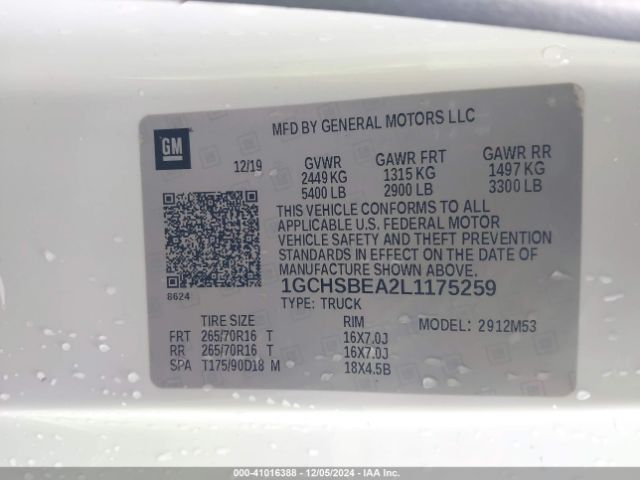 MFD BY GENERAL MOTORS LLC
GM
12/19 GVWR GAWR FRT GAWR RR
2449 KG 1315 KG 1497 KG
5400 LB 2900 LB 3300 LB
THIS VEHICLE CONFORMS TO ALL
APPLICABLE U.S. FEDERAL MOTOR
VEHICLE SAFETY AND THEFT PREVENTION
STANDARDS IN EFFECT ON THE DATE OF
MANUFACTURE SHOWN ABOVE.
8624
1GCHSBEA2L1175259
TYPE: TRUCK
TIRE SIZE RIM MODEL: 2912M53
FRT 265/70R16 T 16X7.0J
RR 265/70R16 T 16X7.0J
SPA T175/90D18 M 18X4.5B
000-41016388 - 12/05/2024 - IAA Inc.